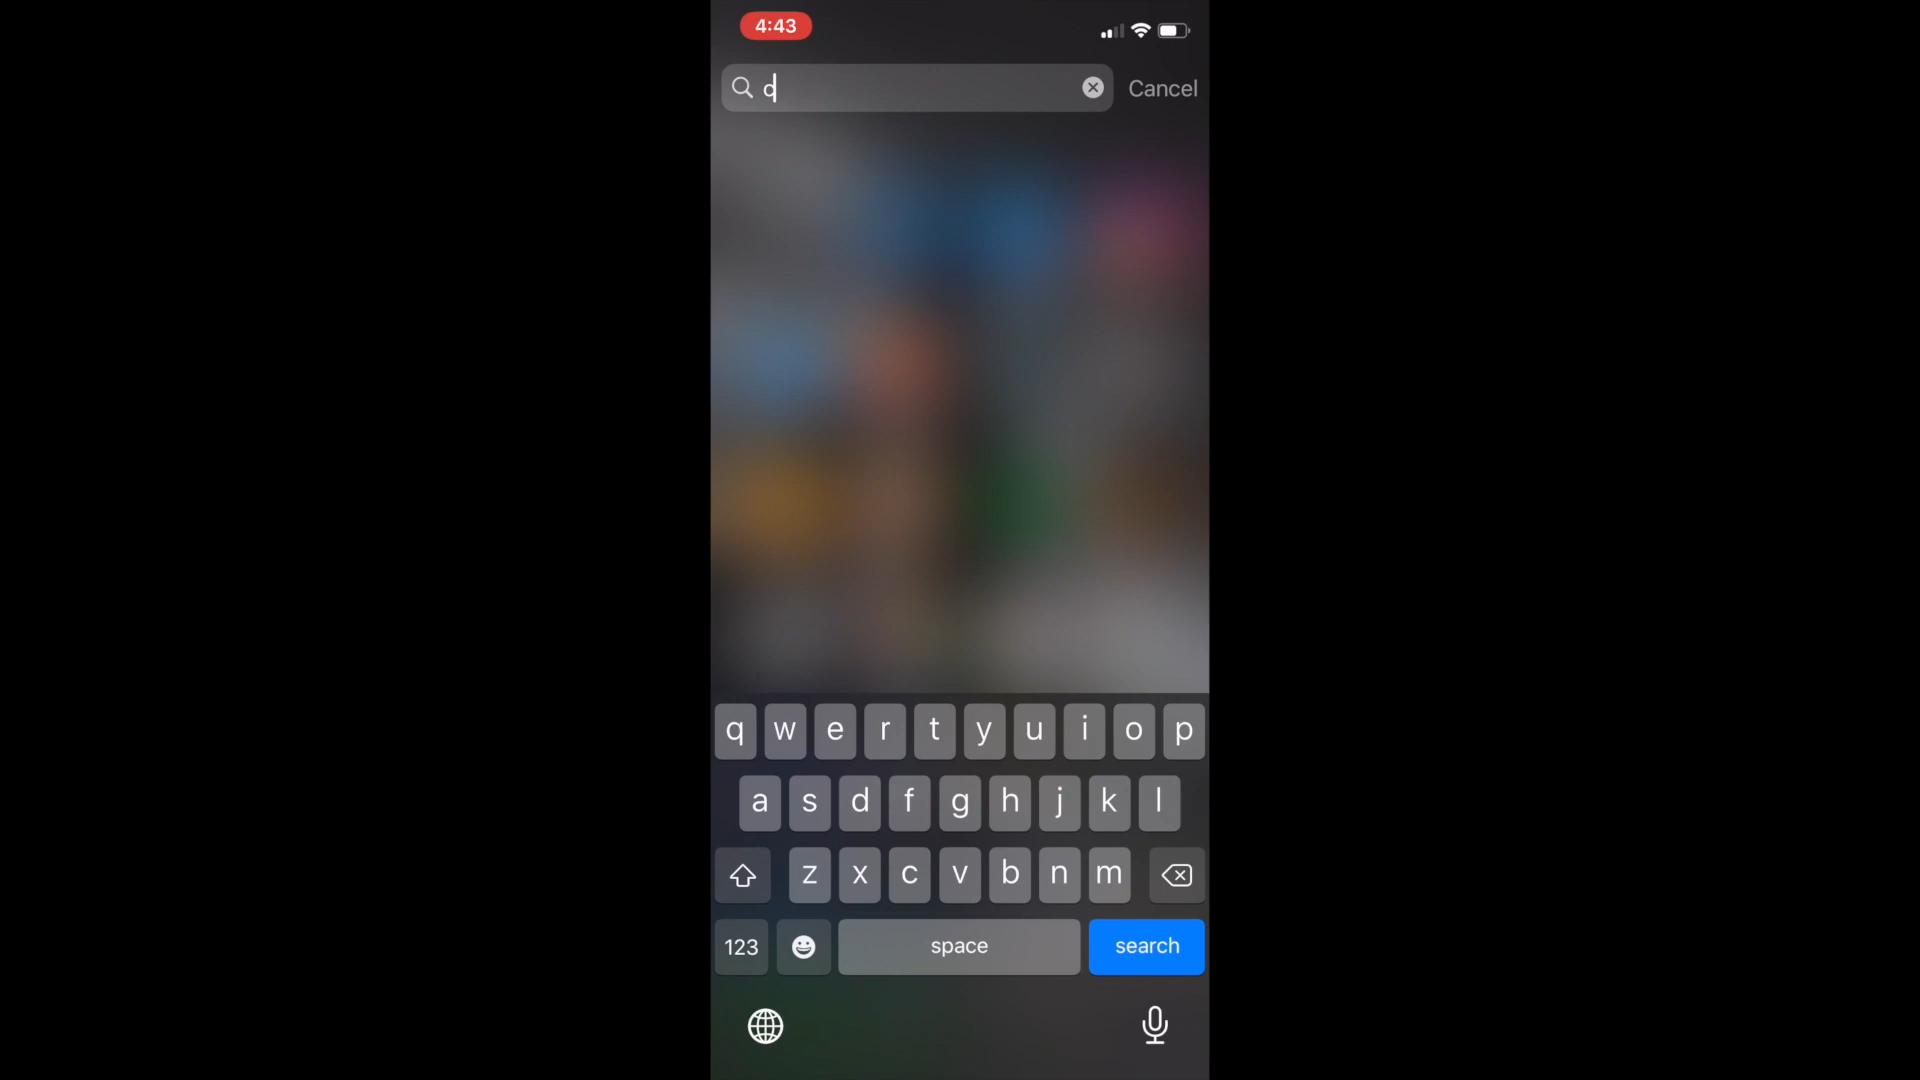 4:43
c Cancel
q w e r t y u i o p
a s d f g h j k l
z x c v b n m
123 space search